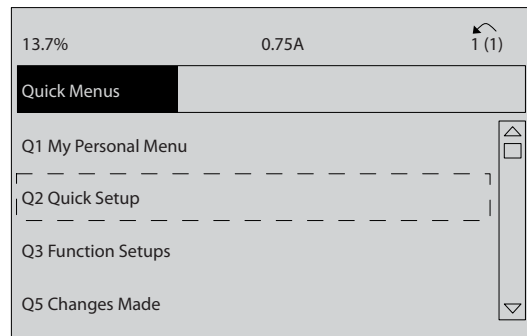 13.7% 0.75A 1 (1)
Quick Menus
Q1 My Personal Menu
Q2 Quick Setup
Q3 Function Setups
Q5 Changes Made